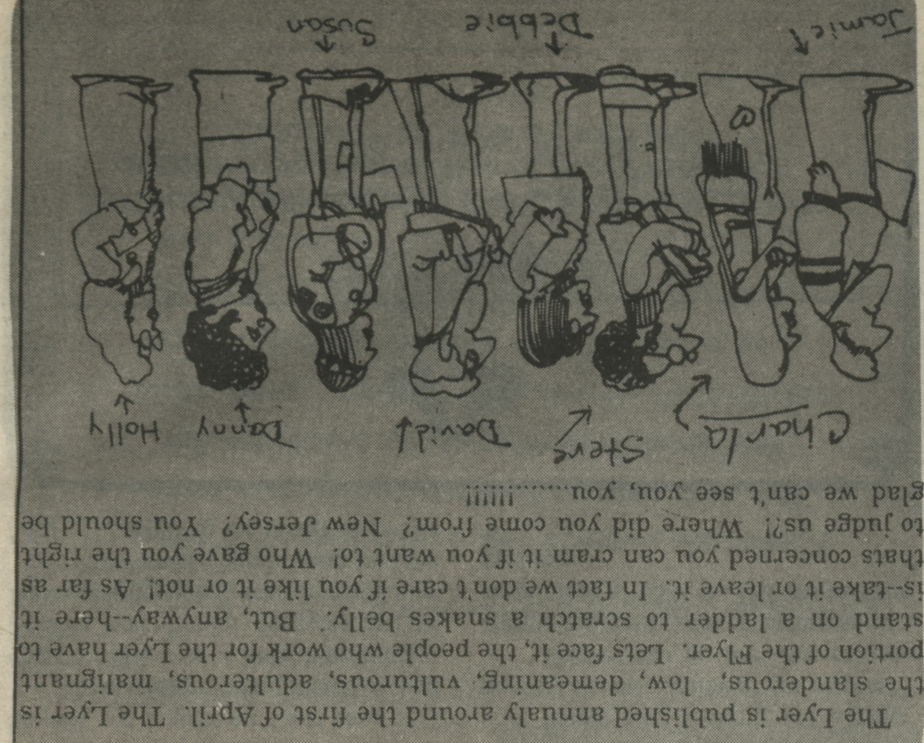 The Lyer is published annualy around the first of April. The Lyer is
the slanderous, low, demeaning, vulturous, adulterous, malignant
portion of the Flyer. Lets face it, the people who work for the Lyer have to
stand on a ladder to scratch a snakes belly. But, anyway--here it
is--take it or leave it. In fact we don't care if you like it or not! As far as
thats concerned you can cram it if you want to! Who gave you the right
to judge us?! Where did you come from? New Jersey? You should be
glad we can't see you, you.........!!!!!!
Charla Steve David Danny Holly
Jamie Debbie Susan